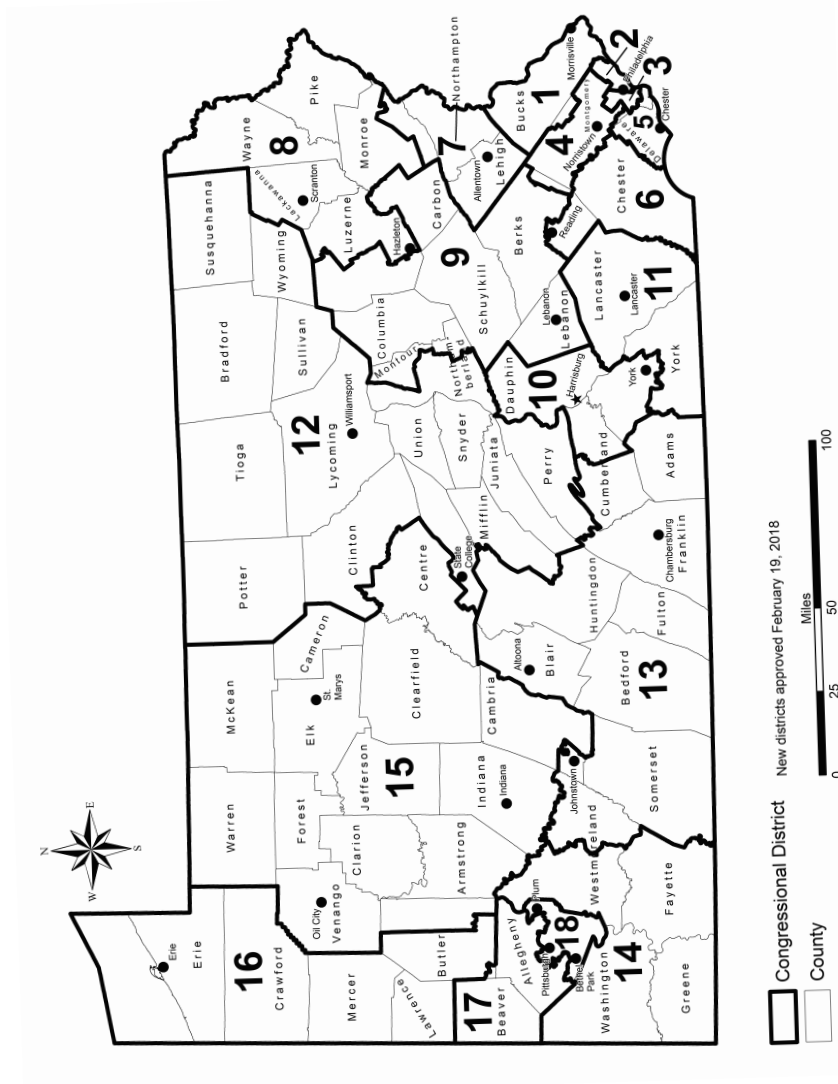 N
W
E
S
Erie
Erie
16
Crawford
Mercer
Lawrence
Butler
17
Beaver
Warren
McKean
Forest
Elk
St.
Marys
Cameron
Oil City
Venango
Clarion
Jefferson
15
Clearfield
Armstrong
Indiana
Indiana
Cambria
Potter
Tioga
Bradford
Susquehanna
Wayne
8
Pike
Lackawanna
Scranton
Wyoming
Sullivan
12
Lycoming
Williamsport
Clinton
Centre
State
College
Union
Snyder
Mifflin
Juniata
Perry
Montour
Columbia
Northum
berland
Luzerne
Hazleton
Monroe
Carbon
9
Schuylkill
7
Northampton
Allentown
Lehigh
Berks
Reading
Lebanon
Lebanon
Dauphin
10
Harrisburg
Cumberland
York
York
Adams
Lancaster
Lancaster
11
Chester
6
Bucks
1
Morrisville
4
Montgomery
Norristown
2
Philadelphia
3
5
Delaware
Chester
Allegheny
Plum
Pittsburgh
18
Bethel
Park
Washington
14
Greene
Fayette
Westmoreland
Johnstown
Somerset
Altoona
Blair
Bedford
13
Huntingdon
Fulton
Franklin
Chambersburg
Congressional District
County
New districts approved February 19, 2018
Miles
0
25
50
100